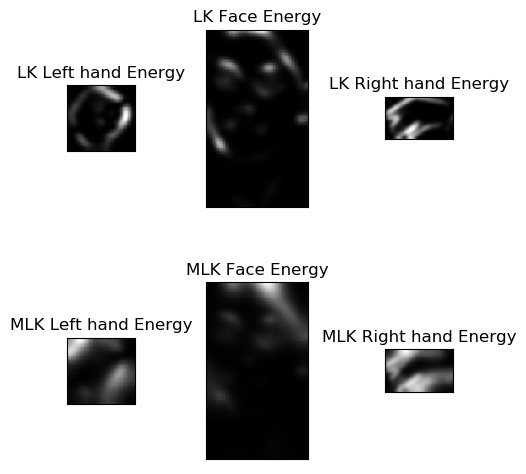 LK Face Energy
LK Left hand Energy
LK Right hand Energy
MLK Face Energy
MLK Left hand Energy
MLK Right hand Energy